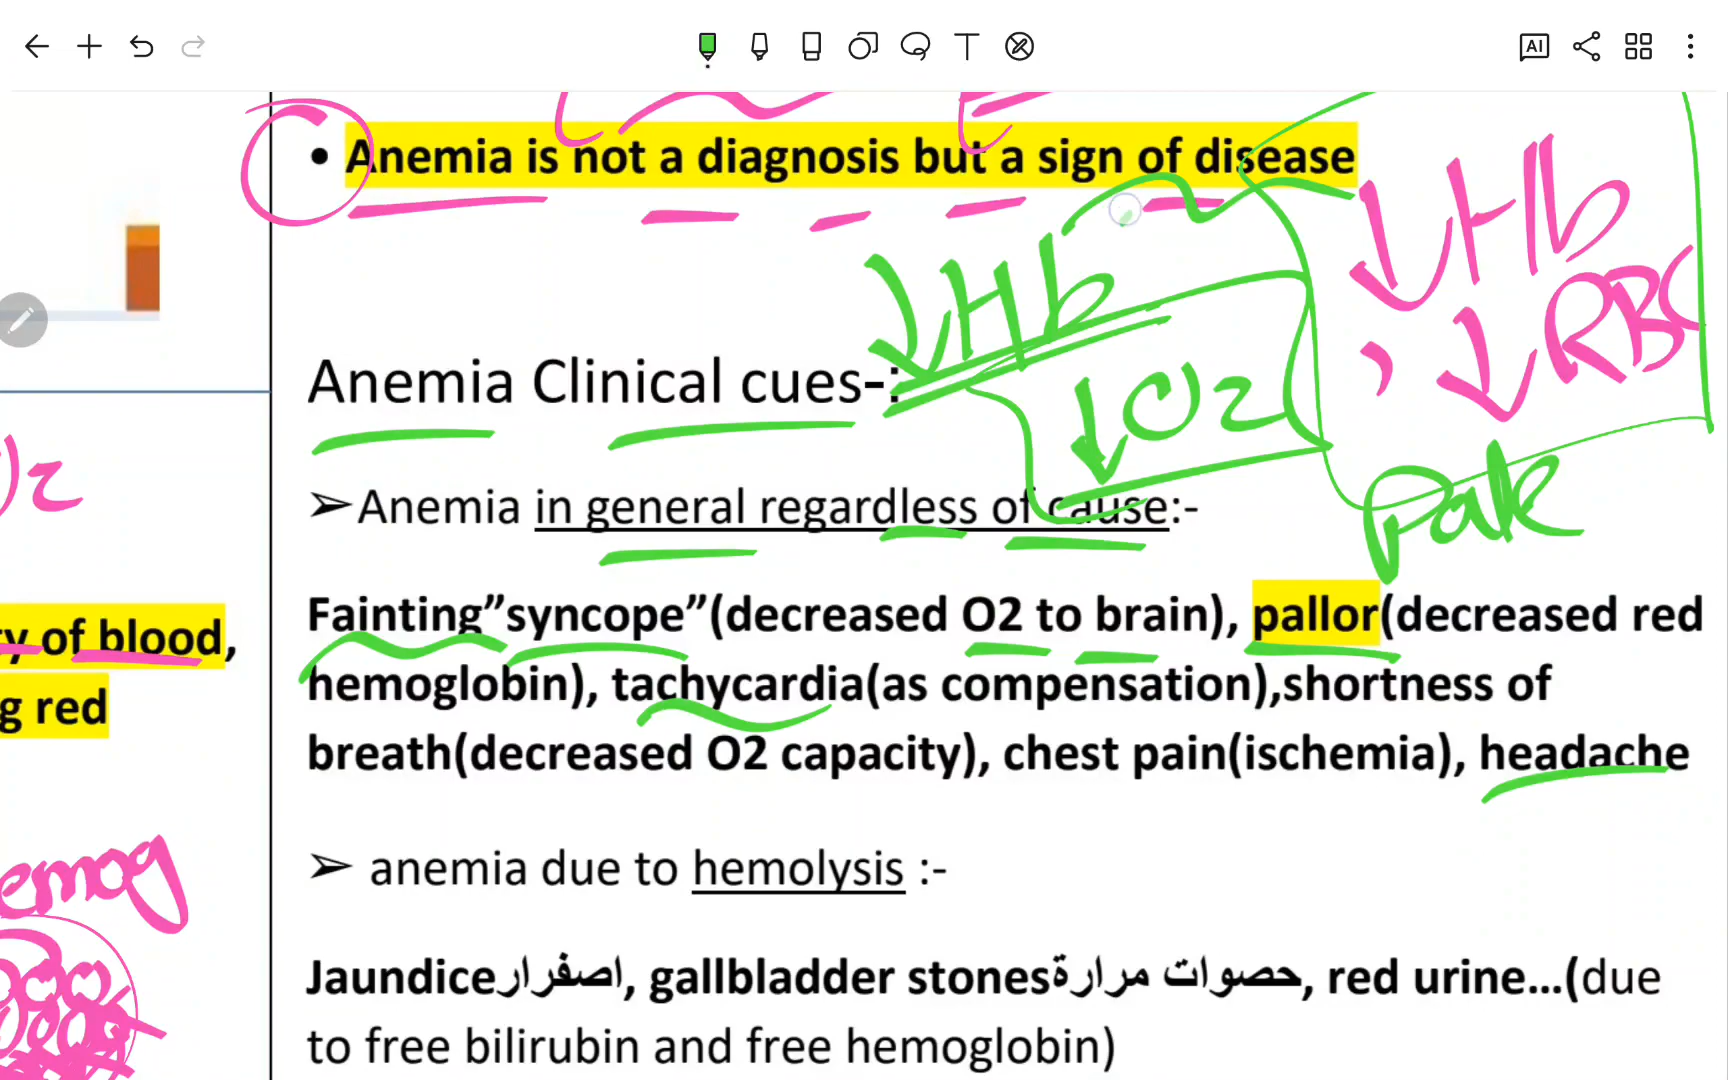 AI
• Anemia is not a diagnosis but a sign of disease
↓Hb
↓Hb
, ↓RBC
Anemia Clinical cues-:
↓O2
O2
Pale
➢Anemia in general regardless of cause:-
Fainting”syncope”(decreased O2 to brain), pallor(decreased red
hemoglobin), tachycardia(as compensation),shortness of
breath(decreased O2 capacity), chest pain(ischemia), headache
of blood,
red
➢ anemia due to hemolysis :-
Jaundiceاصفرار, gallbladder stonesحصوات مرارة, red urine...(due
to free bilirubin and free hemoglobin)